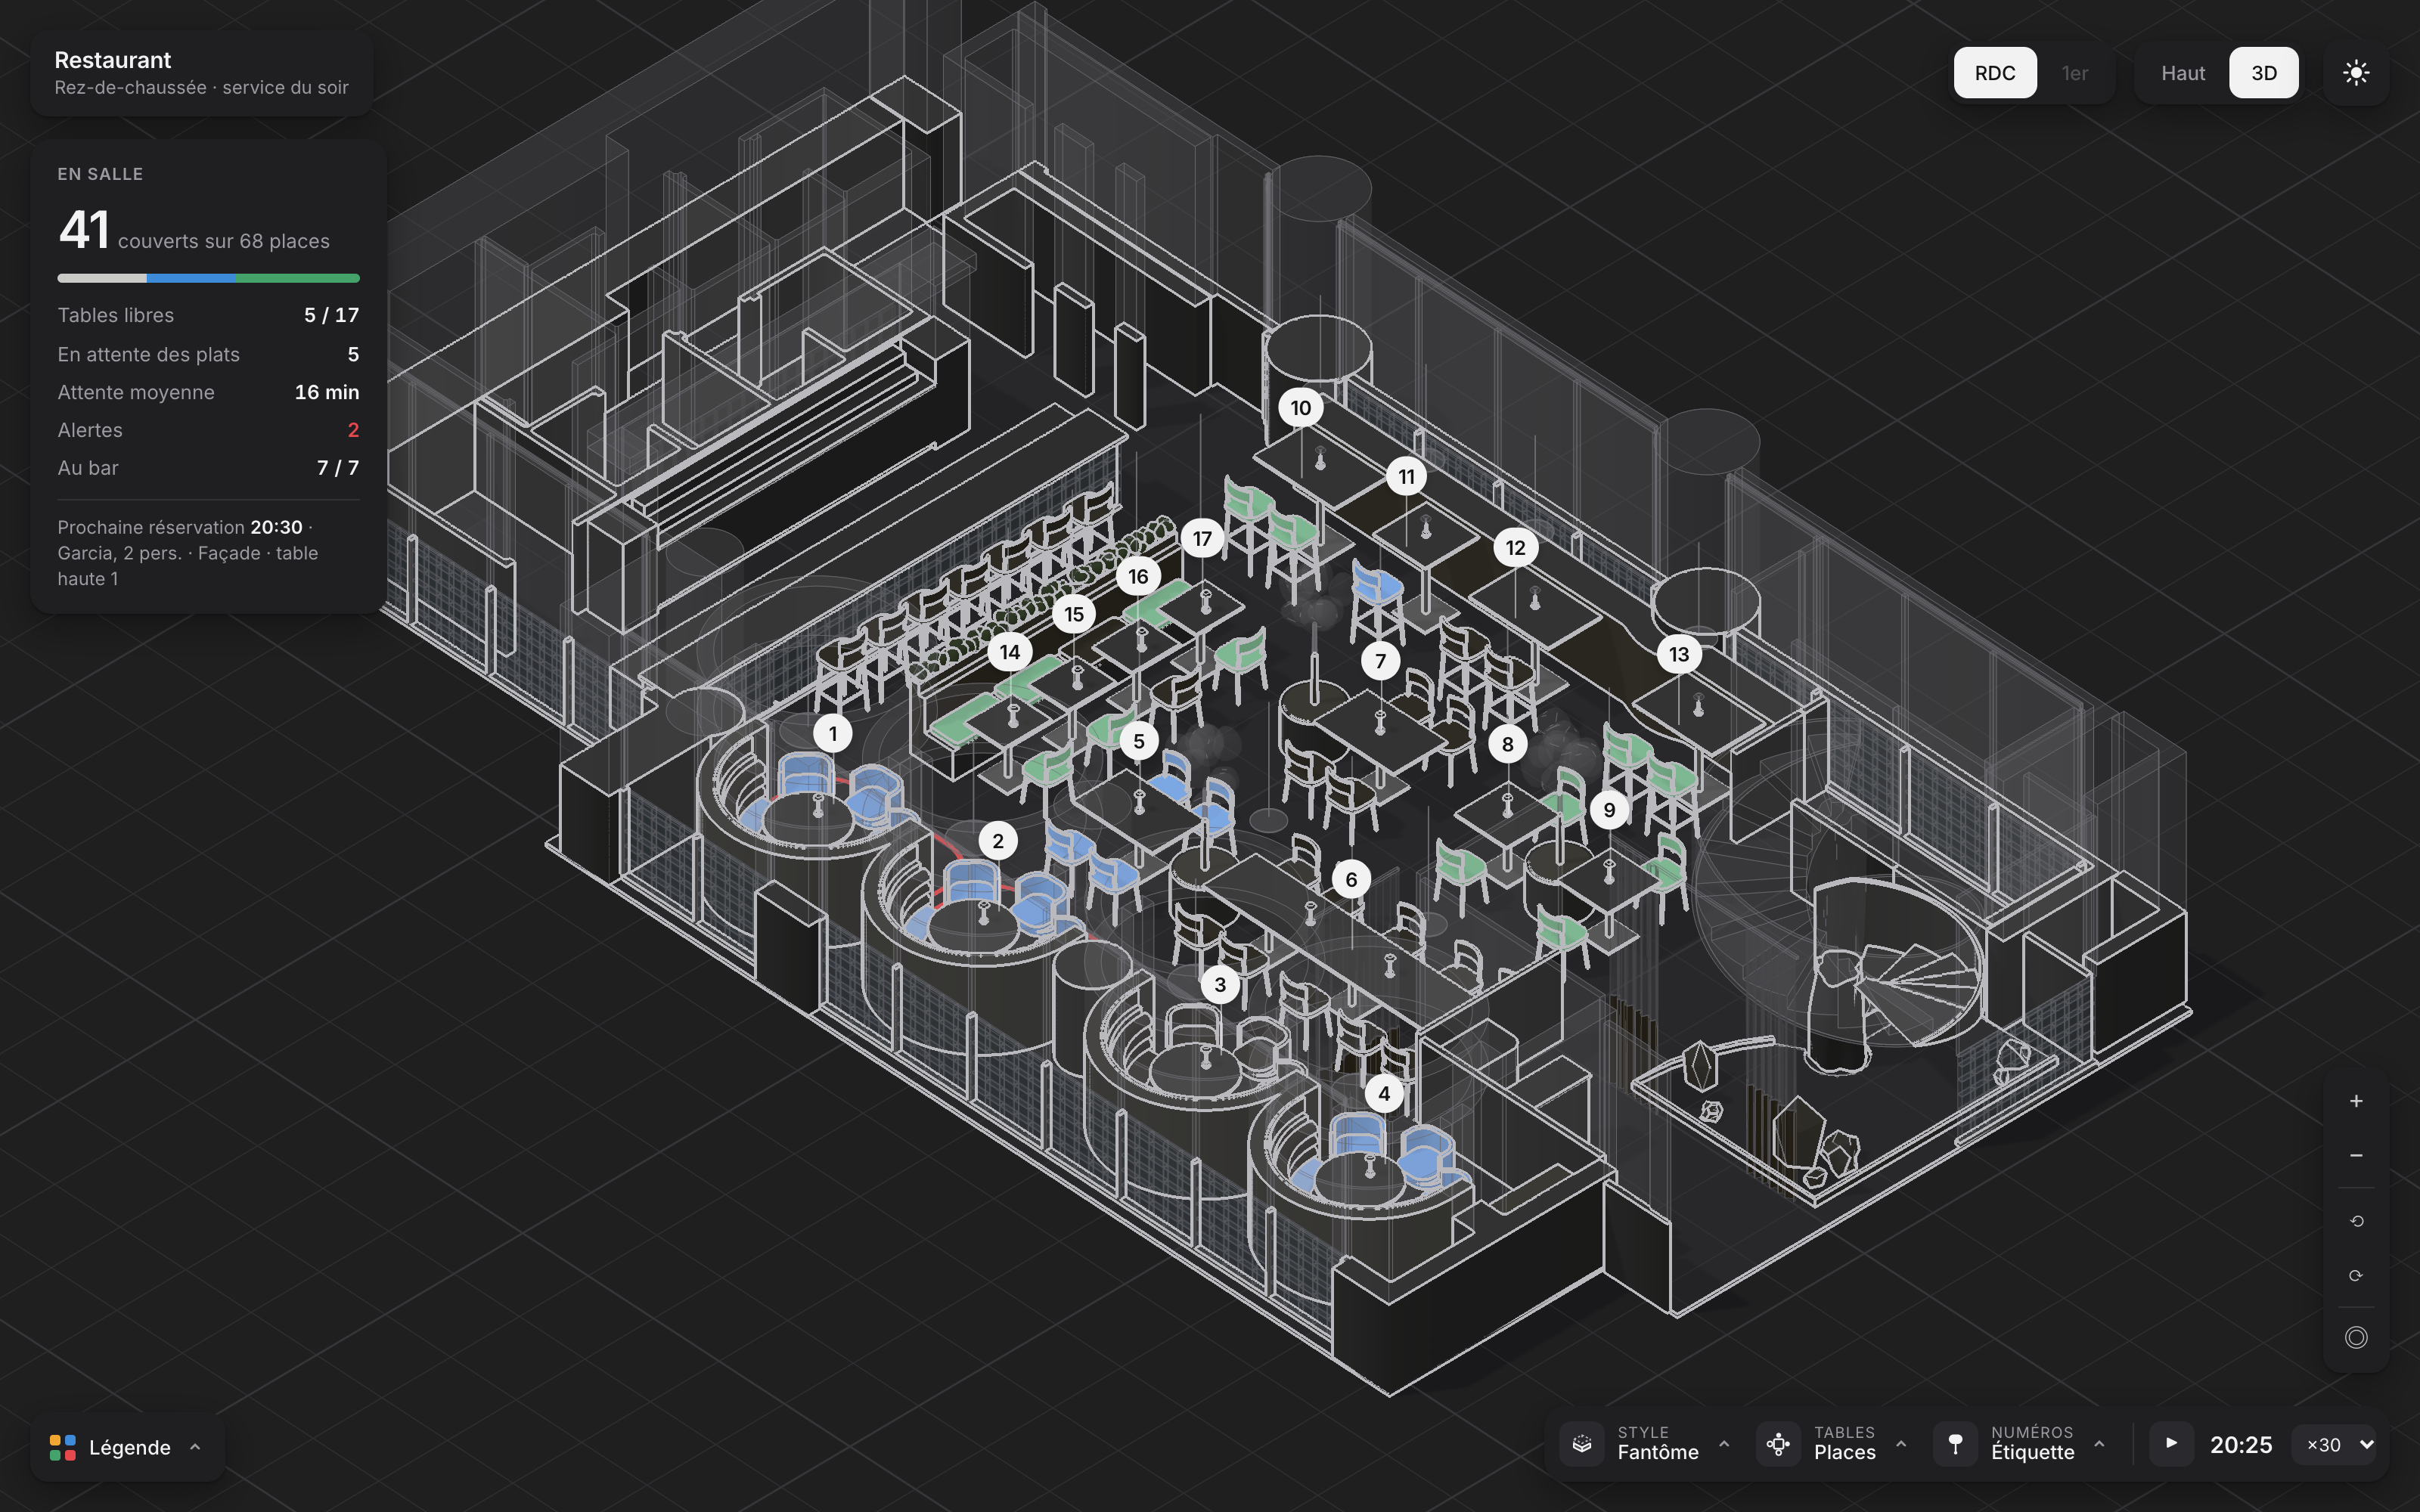 Restaurant
Rez-de-chaussée · service du soir
RDC
1er
Haut
3D
EN SALLE
41 couverts sur 68 places
Tables libres 5 / 17
En attente des plats 5
Attente moyenne 16 min
Alertes 2
Au bar 7 / 7
Prochaine réservation 20:30 ·
Garcia, 2 pers. · Façade · table
haute 1
10
11
12
17
16
15
14
13
7
1
5
8
9
2
6
3
4
+
−
Légende
STYLE
Fantôme
TABLES
Places
NUMÉROS
Étiquette
20:25
×30